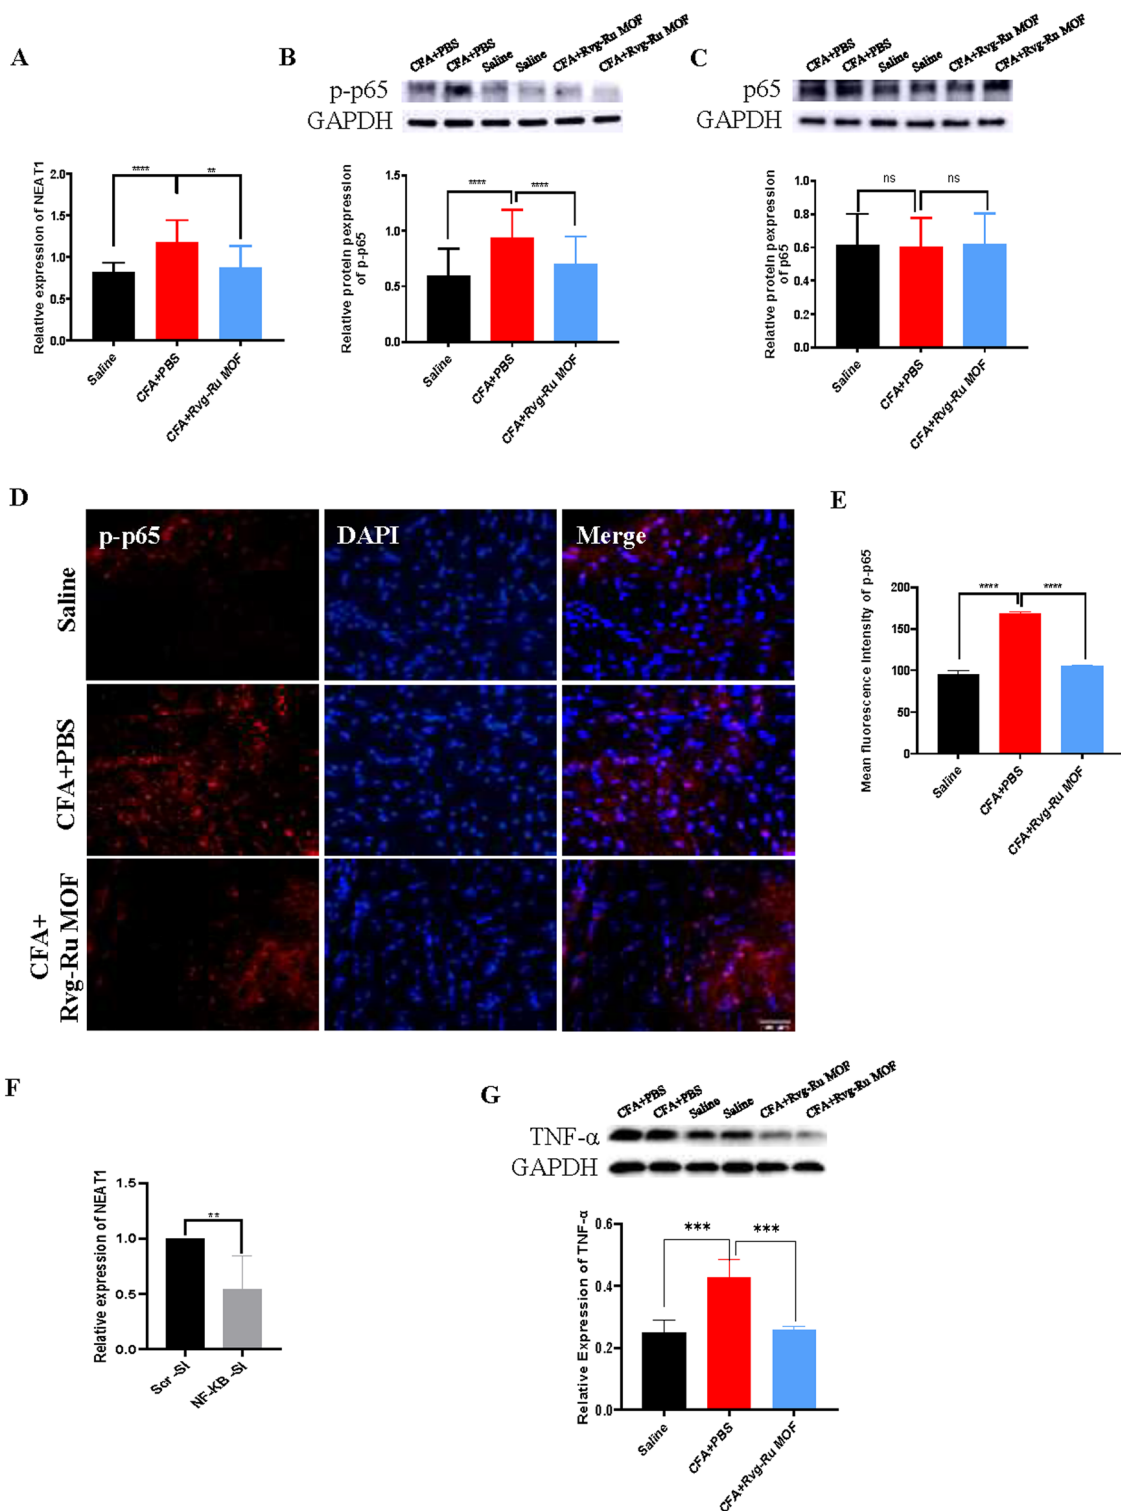 A
Relative expression of NEAT1
2.0
1.5
1.0
0.5
0.0
****
**
Saline
CFA+PBS
CFA+Rvg-Ru MOF
B
CFA+PBS
CFA+PBS
Saline
Saline
CFA+Rvg-Ru MOF
CFA+Rvg-Ru MOF
p-p65
GAPDH
Relative protein pexpression
of p-p65
1.5
1.0
0.5
0.0
****
****
Saline
CFA+PBS
CFA+Rvg-Ru MOF
C
CFA+PBS
CFA+PBS
Saline
Saline
CFA+Rvg-Ru MOF
CFA+Rvg-Ru MOF
p65
GAPDH
Relative protein pexpression
of p65
1.0
0.8
0.6
0.4
0.2
0.0
ns
ns
Saline
CFA+PBS
CFA+Rvg-Ru MOF
D
p-p65
DAPI
Merge
Saline
CFA+PBS
CFA+
Rvg-Ru MOF
E
Mean fluorescence Intensity of p-p65
200
150
100
50
0
****
****
Saline
CFA+PBS
CFA+Rvg-Ru MOF
F
Relative expression of NEAT1
1.5
1.0
0.5
0.0
**
Scr -SI
NF-KB -SI
G
CFA+PBS
CFA+PBS
Saline
Saline
CFA+Rvg-Ru MOF
CFA+Rvg-Ru MOF
TNF-α
GAPDH
Relative Expression of TNF-α
0.6
0.4
0.2
0.0
***
***
Saline
CFA+PBS
CFA+Rvg-Ru MOF